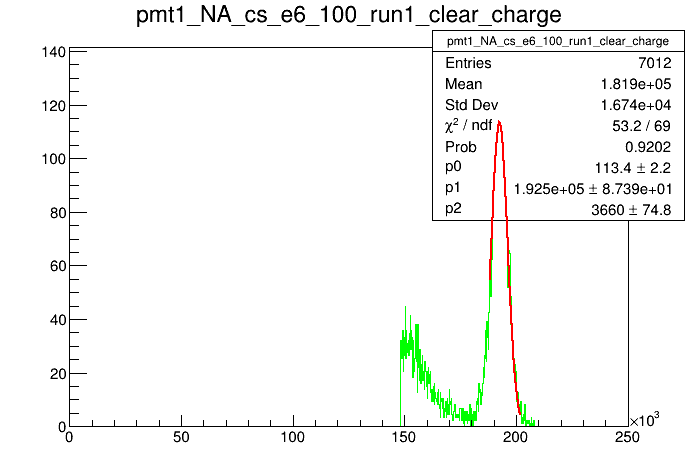 pmt1_NA_cs_e6_100_run1_clear_charge
pmt1_NA_cs_e6_100_run1_clear_charge
Entries 7012
Mean 1.819e+05
Std Dev 1.674e+04
χ² / ndf 53.2 / 69
Prob 0.9202
p0 113.4 ± 2.2
p1 1.925e+05 ± 8.739e+01
p2 3660 ± 74.8
140
120
100
80
60
40
20
0
0 50 100 150 200 250
×10³